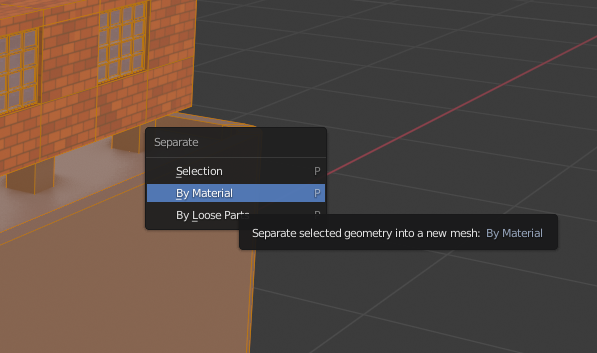 Separate
Selection P
By Material P
By Loose Parts P
Separate selected geometry into a new mesh: By Material